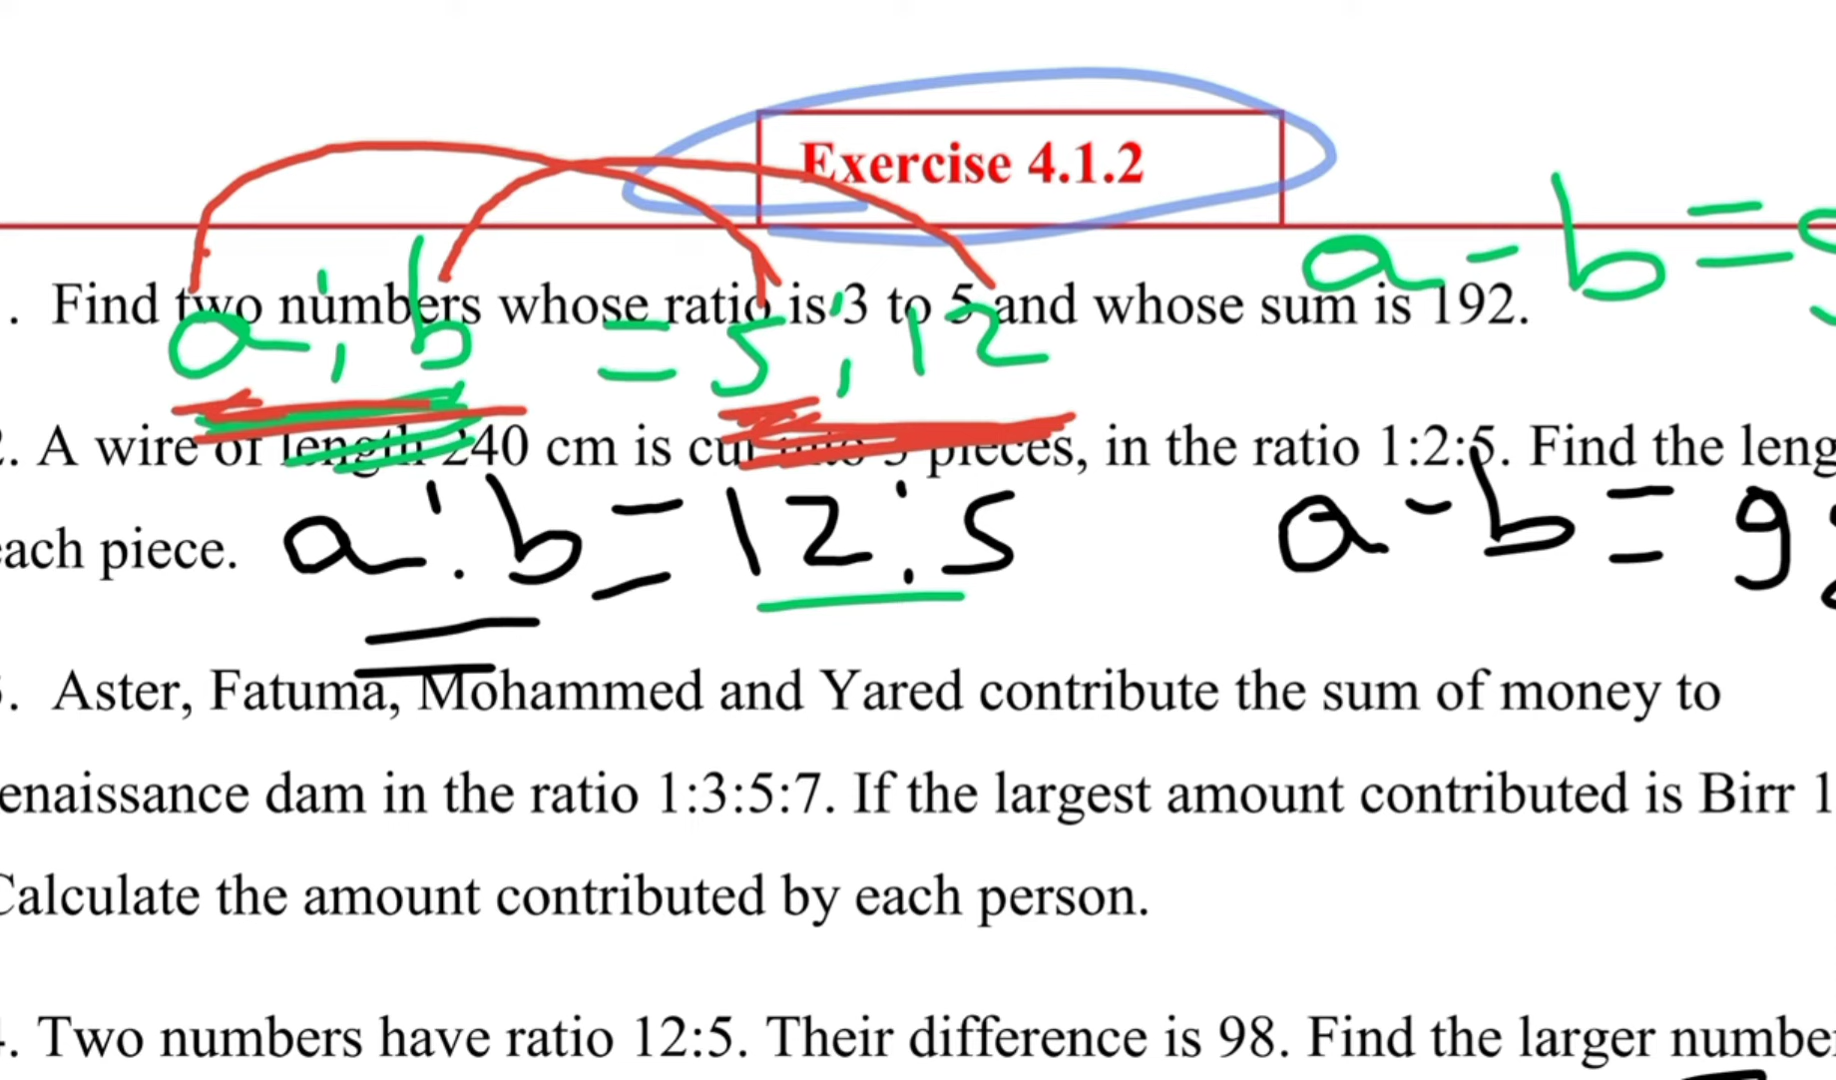 Exercise 4.1.2
a - b = 9
. Find two numbers whose ratio is 3 to 5 and whose sum is 192.
a : b = 5 : 12
. A wire of length 240 cm is cut into 3 pieces, in the ratio 1:2:5. Find the
each piece.
a : b = 12 : 5
a - b = 9
. Aster, Fatuma, Mohammed and Yared contribute the sum of money to
enaissance dam in the ratio 1:3:5:7. If the largest amount contributed is Birr 1
Calculate the amount contributed by each person.
. Two numbers have ratio 12:5. Their difference is 98. Find the larger number